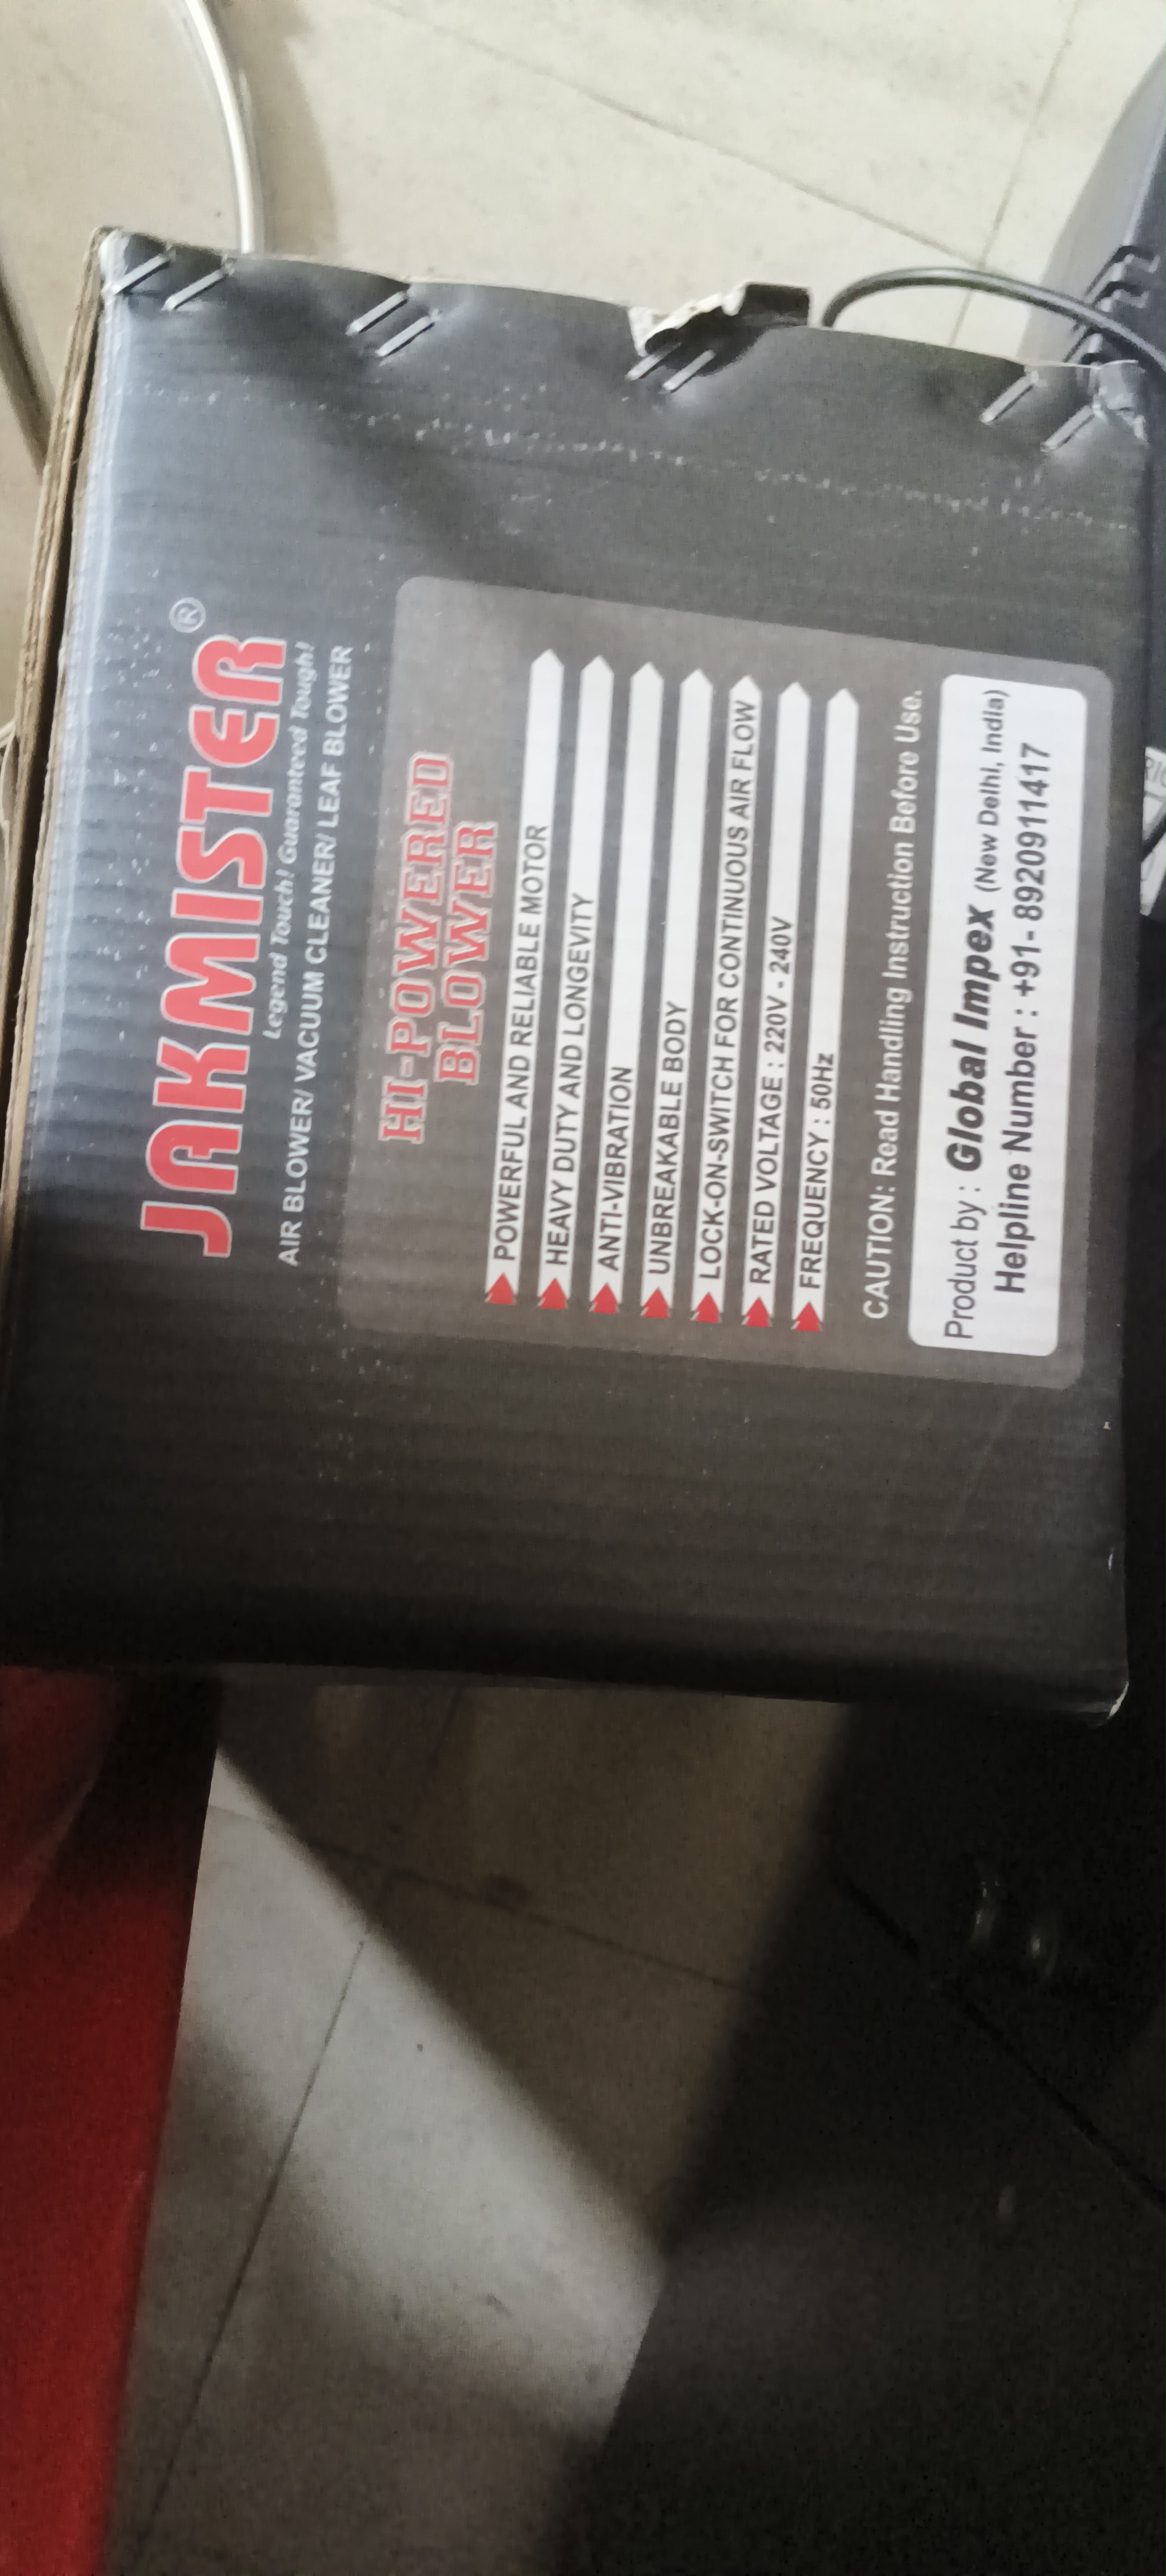 JAKMISTER®
Legend Touch! Guaranteed Tough!
AIR BLOWER/ VACUUM CLEANER/ LEAF BLOWER
HI-POWERED
BLOWER
POWERFUL AND RELIABLE MOTOR
HEAVY DUTY AND LONGEVITY
ANTI-VIBRATION
UNBREAKABLE BODY
LOCK-ON-SWITCH FOR CONTINUOUS AIR FLOW
RATED VOLTAGE : 220V - 240V
FREQUENCY : 50Hz
CAUTION: Read Handling Instruction Before Use.
Product by : Global Impex (New Delhi, India)
Helpline Number : +91- 8920911417